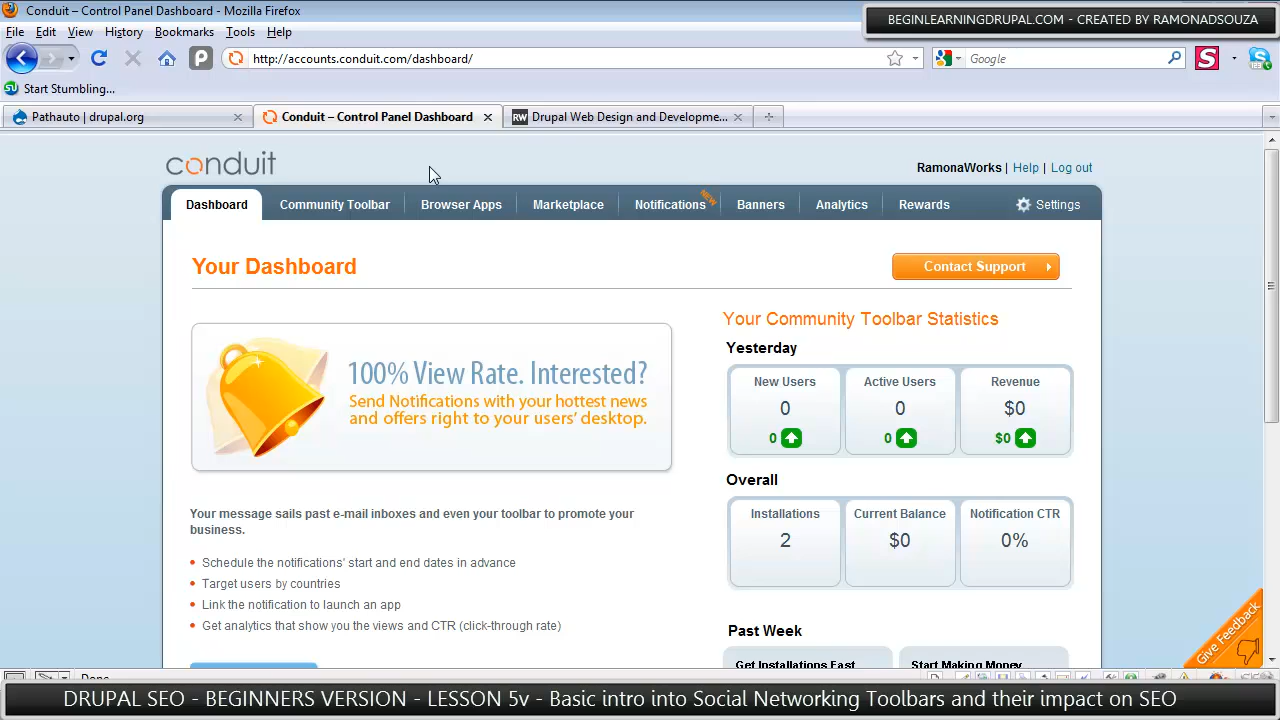 Conduit – Control Panel Dashboard - Mozilla Firefox
BEGINLEARNINGDRUPAL.COM - CREATED BY RAMONADSOUZA
File Edit View History Bookmarks Tools Help
P http://accounts.conduit.com/dashboard/ Google S
Start Stumbling...
Pathauto | drupal.org Conduit – Control Panel Dashboard RW Drupal Web Design and Developme...
conduit
RamonaWorks | Help | Log out
Dashboard Community Toolbar Browser Apps Marketplace Notifications Banners Analytics Rewards Settings
Your Dashboard
Contact Support
Your Community Toolbar Statistics
Yesterday
100% View Rate. Interested?
Send Notifications with your hottest news
and offers right to your users' desktop.
New Users Active Users Revenue
0 0 $0
0 0 $0
Overall
Installations Current Balance Notification CTR
2 $0 0%
Your message sails past e-mail inboxes and even your toolbar to promote your
business.
Schedule the notifications' start and end dates in advance
Target users by countries
Link the notification to launch an app
Get analytics that show you the views and CTR (click-through rate)
Past Week
Get Installations Fast Start Making Money
Give Feedback
Done
DRUPAL SEO - BEGINNERS VERSION - LESSON 5v - Basic intro into Social Networking Toolbars and their impact on SEO